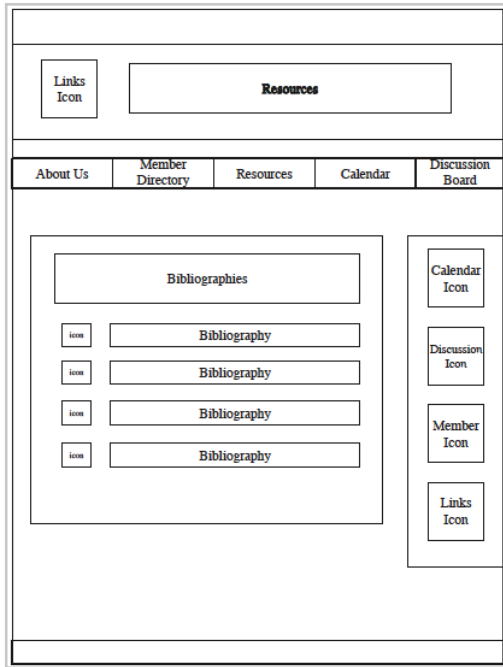 Links
Icon
Resources
About Us
Member
Directory
Resources
Calendar
Discussion
Board
Bibliographies
icon
Bibliography
icon
Bibliography
icon
Bibliography
icon
Bibliography
Calendar
Icon
Discussion
Icon
Member
Icon
Links
Icon